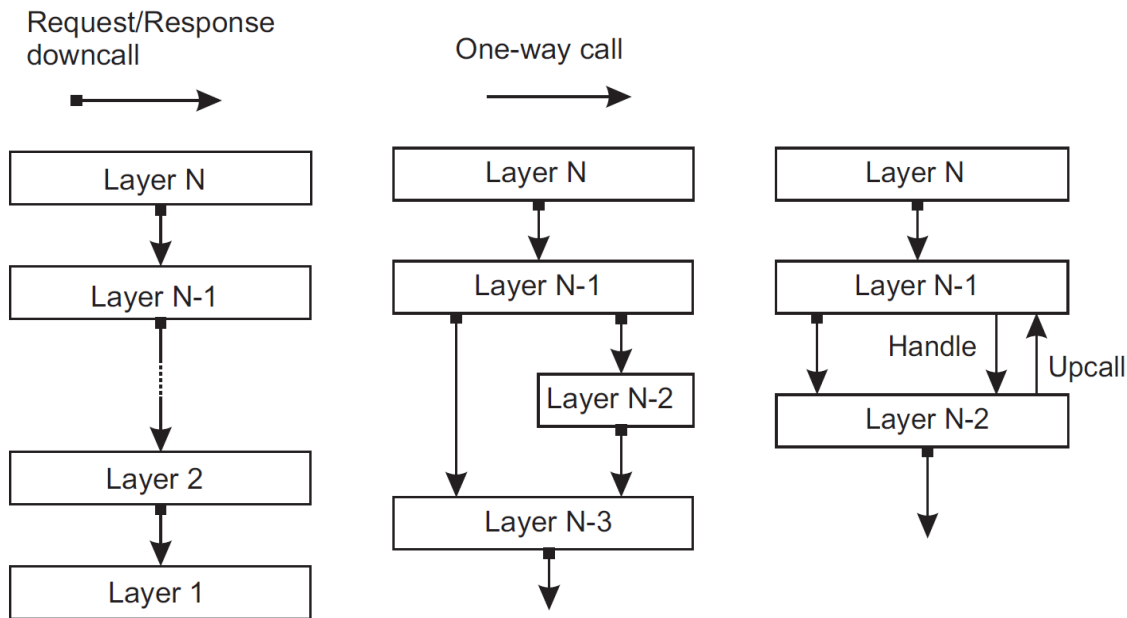 Request/Response
downcall
One-way call
Layer N
Layer N-1
Layer 2
Layer 1
Layer N
Layer N-1
Layer N-2
Layer N-3
Layer N
Layer N-1
Handle
Upcall
Layer N-2